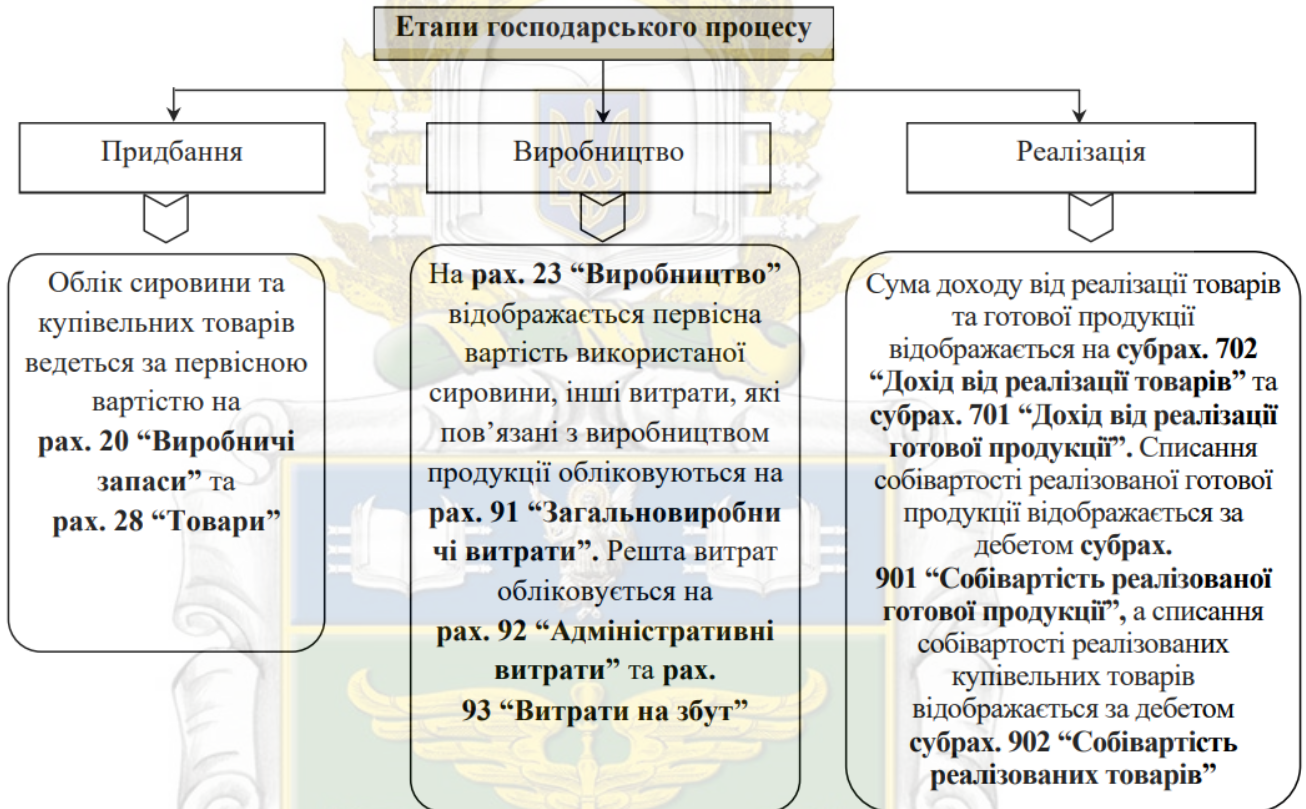 Етапи господарського процесу
Придбання
Виробництво
Реалізація
Облік сировини та
купівельних товарів
ведеться за первісною
вартістю на
рах. 20 “Виробничі
запаси” та
рах. 28 “Товари”
На рах. 23 “Виробництво”
відображається первісна
вартість використаної
сировини, інші витрати, які
пов’язані з виробництвом
продукції обліковуються на
рах. 91 “Загальновиробни
чі витрати”. Решта витрат
обліковується на
рах. 92 “Адміністративні
витрати” та рах.
93 “Витрати на збут”
Сума доходу від реалізації товарів
та готової продукції
відображається на субрах. 702
“Дохід від реалізації товарів” та
субрах. 701 “Дохід від реалізації
готової продукції”. Списання
собівартості реалізованої готової
продукції відображається за
дебетом субрах.
901 “Собівартість реалізованої
готової продукції”, а списання
собівартості реалізованих
купівельних товарів
відображається за дебетом
субрах. 902 “Собівартість
реалізованих товарів”